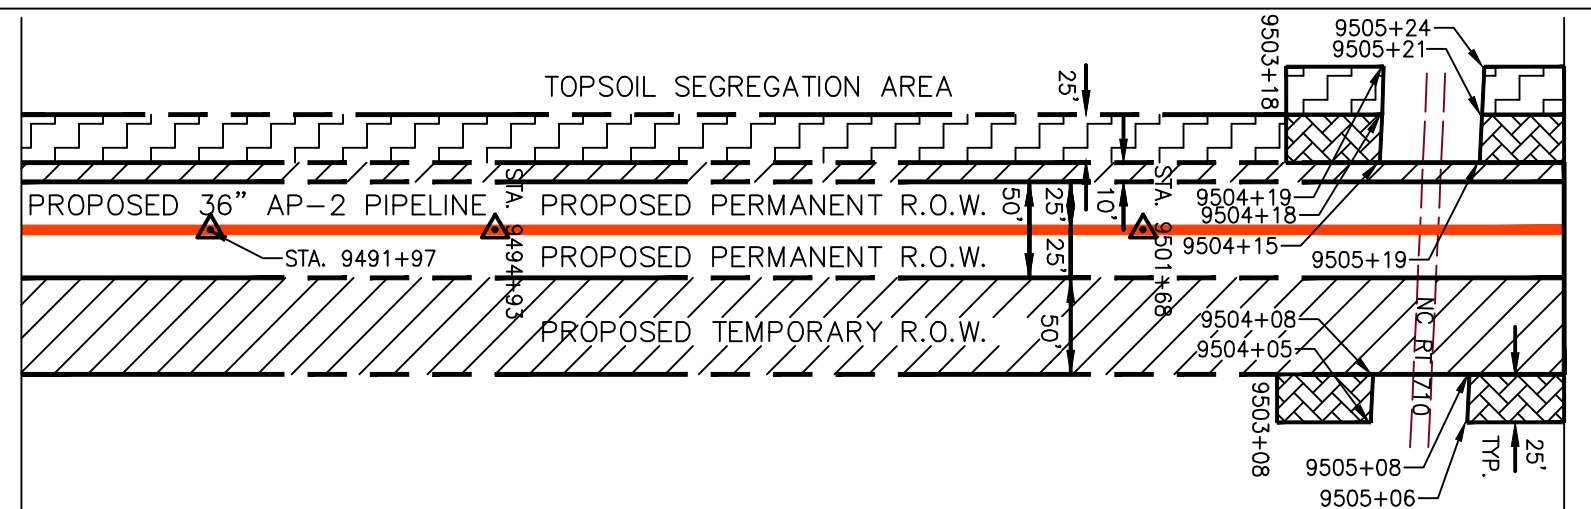 9505+24
9505+21
9503+18
25'
TOPSOIL SEGREGATION AREA
PROPOSED 36" AP-2 PIPELINE
PROPOSED PERMANENT R.O.W.
STA. 9491+97
STA. 9494+93
PROPOSED PERMANENT R.O.W.
50'
25'
25'
10'
STA. 9501+68
9504+19
9504+18
9504+15
9505+19
PROPOSED TEMPORARY R.O.W.
50'
9504+08
9504+05
NC RT 710
9503+08
9505+08
9505+06
25'
TYP.